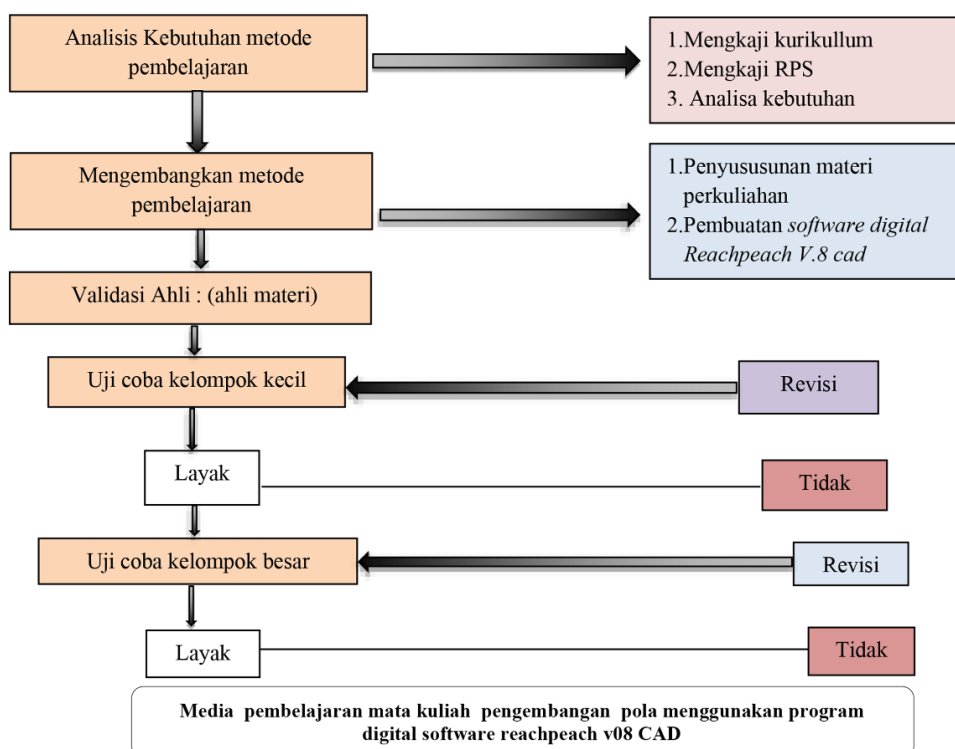 Analisis Kebutuhan metode
pembelajaran
1.Mengkaji kurikullum
2.Mengkaji RPS
3. Analisa kebutuhan
Mengembangkan metode
pembelajaran
1.Penyususunan materi
perkuliahan
2.Pembuatan software digital
Reachpeach V.8 cad
Validasi Ahli : (ahli materi)
Uji coba kelompok kecil
Revisi
Layak
Tidak
Uji coba kelompok besar
Revisi
Layak
Tidak
Media pembelajaran mata kuliah pengembangan pola menggunakan program
digital software reachpeach v08 CAD